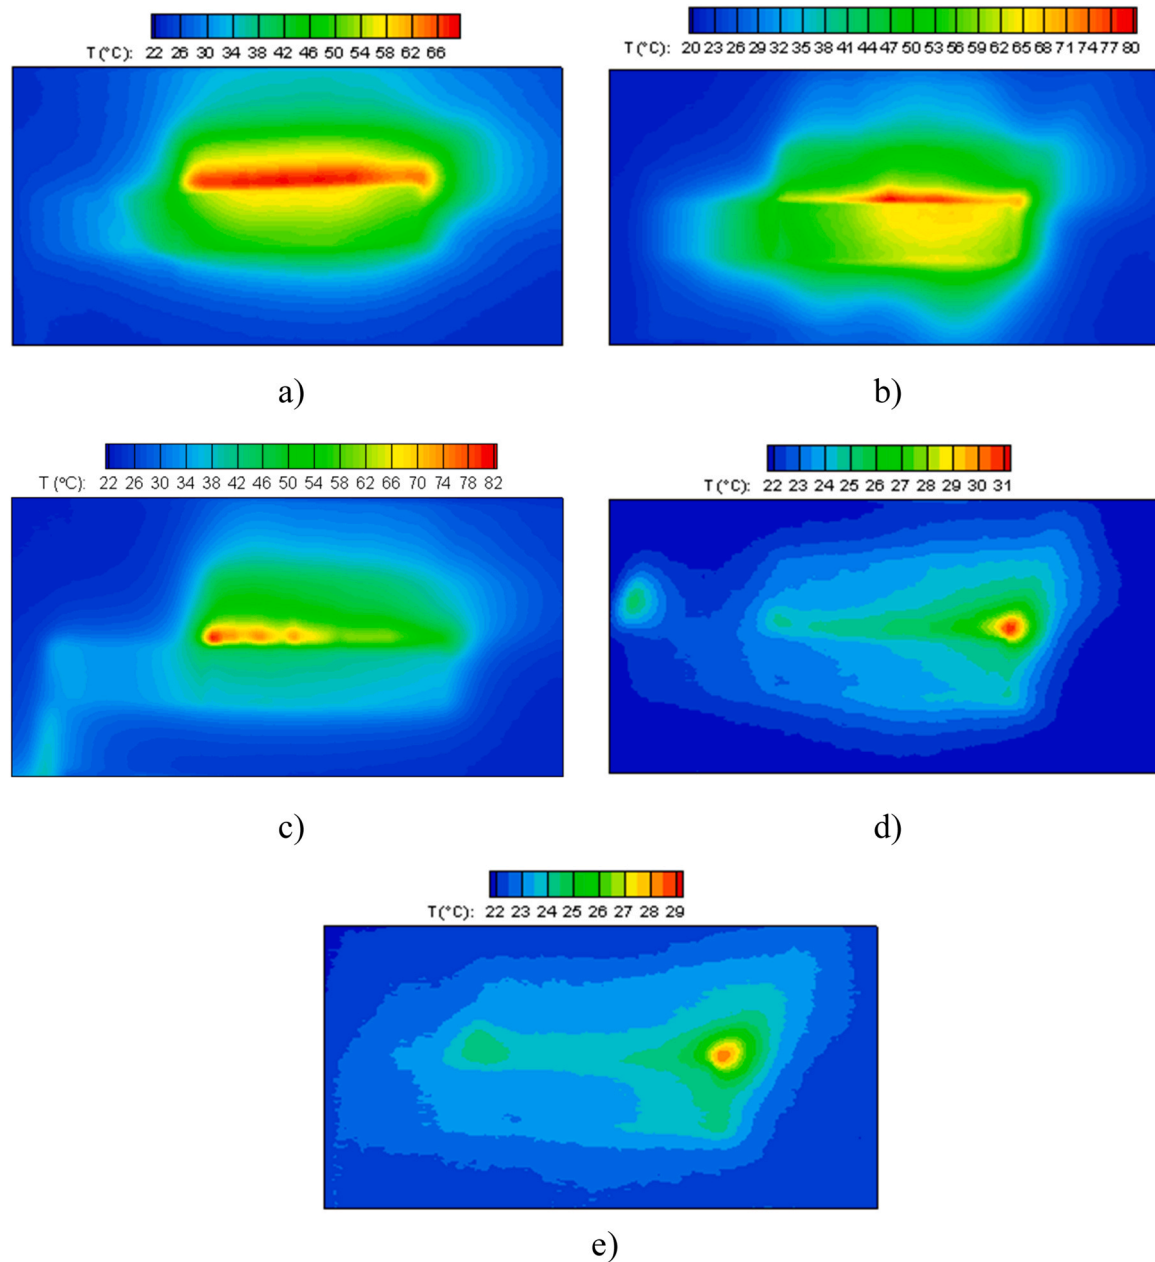 T (°C): 22 26 30 34 38 42 46 50 54 58 62 66
T (°C): 20 23 26 29 32 35 38 41 44 47 50 53 56 59 62 65 68 71 74 77 80
a)
b)
T (°C): 22 26 30 34 38 42 46 50 54 58 62 66 70 74 78 82
T (°C): 22 23 24 25 26 27 28 29 30 31
c)
d)
T(°C): 22 23 24 25 26 27 28 29
e)